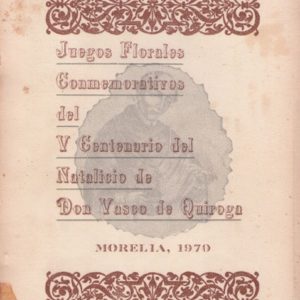 Juegos Florales
Conmemorativos
del
V Centenario del
Natalicio de
Don Vasco de Quiroga
MORELIA, 1970